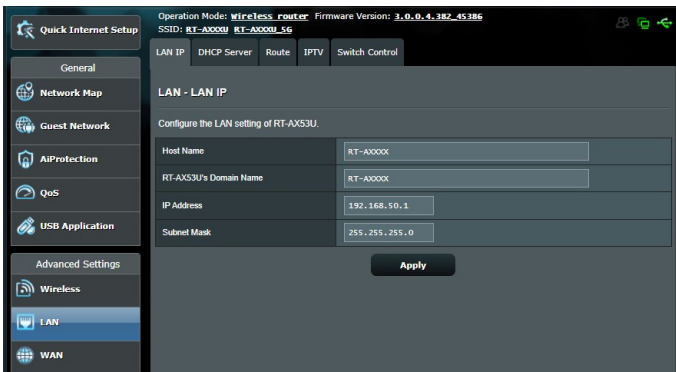 Quick Internet Setup
Operation Mode: Wireless router Firmware Version: 3.0.0.4.382_45386
SSID: RT-AXXXU RT-AXXXU_5G
LAN IP DHCP Server Route IPTV Switch Control
General
Network Map
Guest Network
AiProtection
QoS
USB Application
Advanced Settings
Wireless
LAN
WAN
LAN - LAN IP
Configure the LAN setting of RT-AX53U.
Host Name RT-AXXXX
RT-AX53U's Domain Name RT-AXXXX
IP Address 192.168.50.1
Subnet Mask 255.255.255.0
Apply